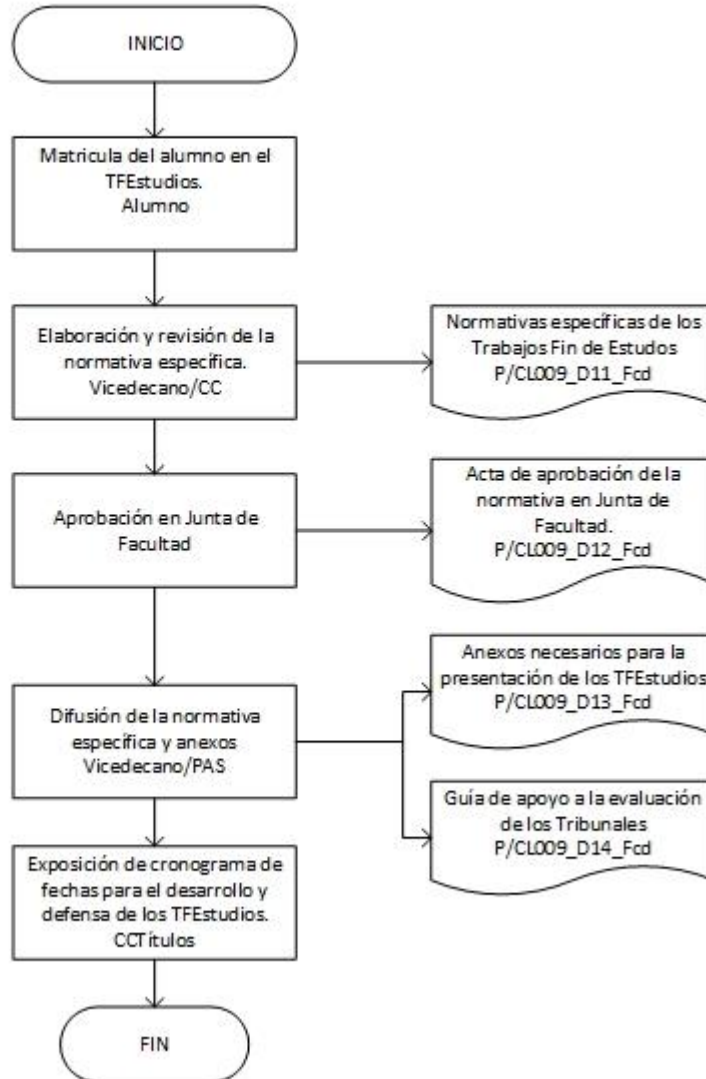 INICIO
Matricula del alumno en el
TFEstudios.
Alumno
Elaboración y revisión de la
normativa específica.
Vicedecano/CC
Normativas específicas de los
Trabajos Fin de Estudos
P/CL009_D11_Fcd
Aprobación en Junta de
Facultad
Acta de aprobación de la
normativa en Junta de
Facultad.
P/CL009_D12_Fcd
Difusión de la normativa
específica y anexos
Vicedecano/PAS
Anexos necesarios para la
presentación de los TFEstudios
P/CL009_D13_Fcd
Guía de apoyo a la evaluación
de los Tribunales
P/CL009_D14_Fcd
Exposición de cronograma de
fechas para el desarrollo y
defensa de los TFEstudios.
CCTítulos
FIN